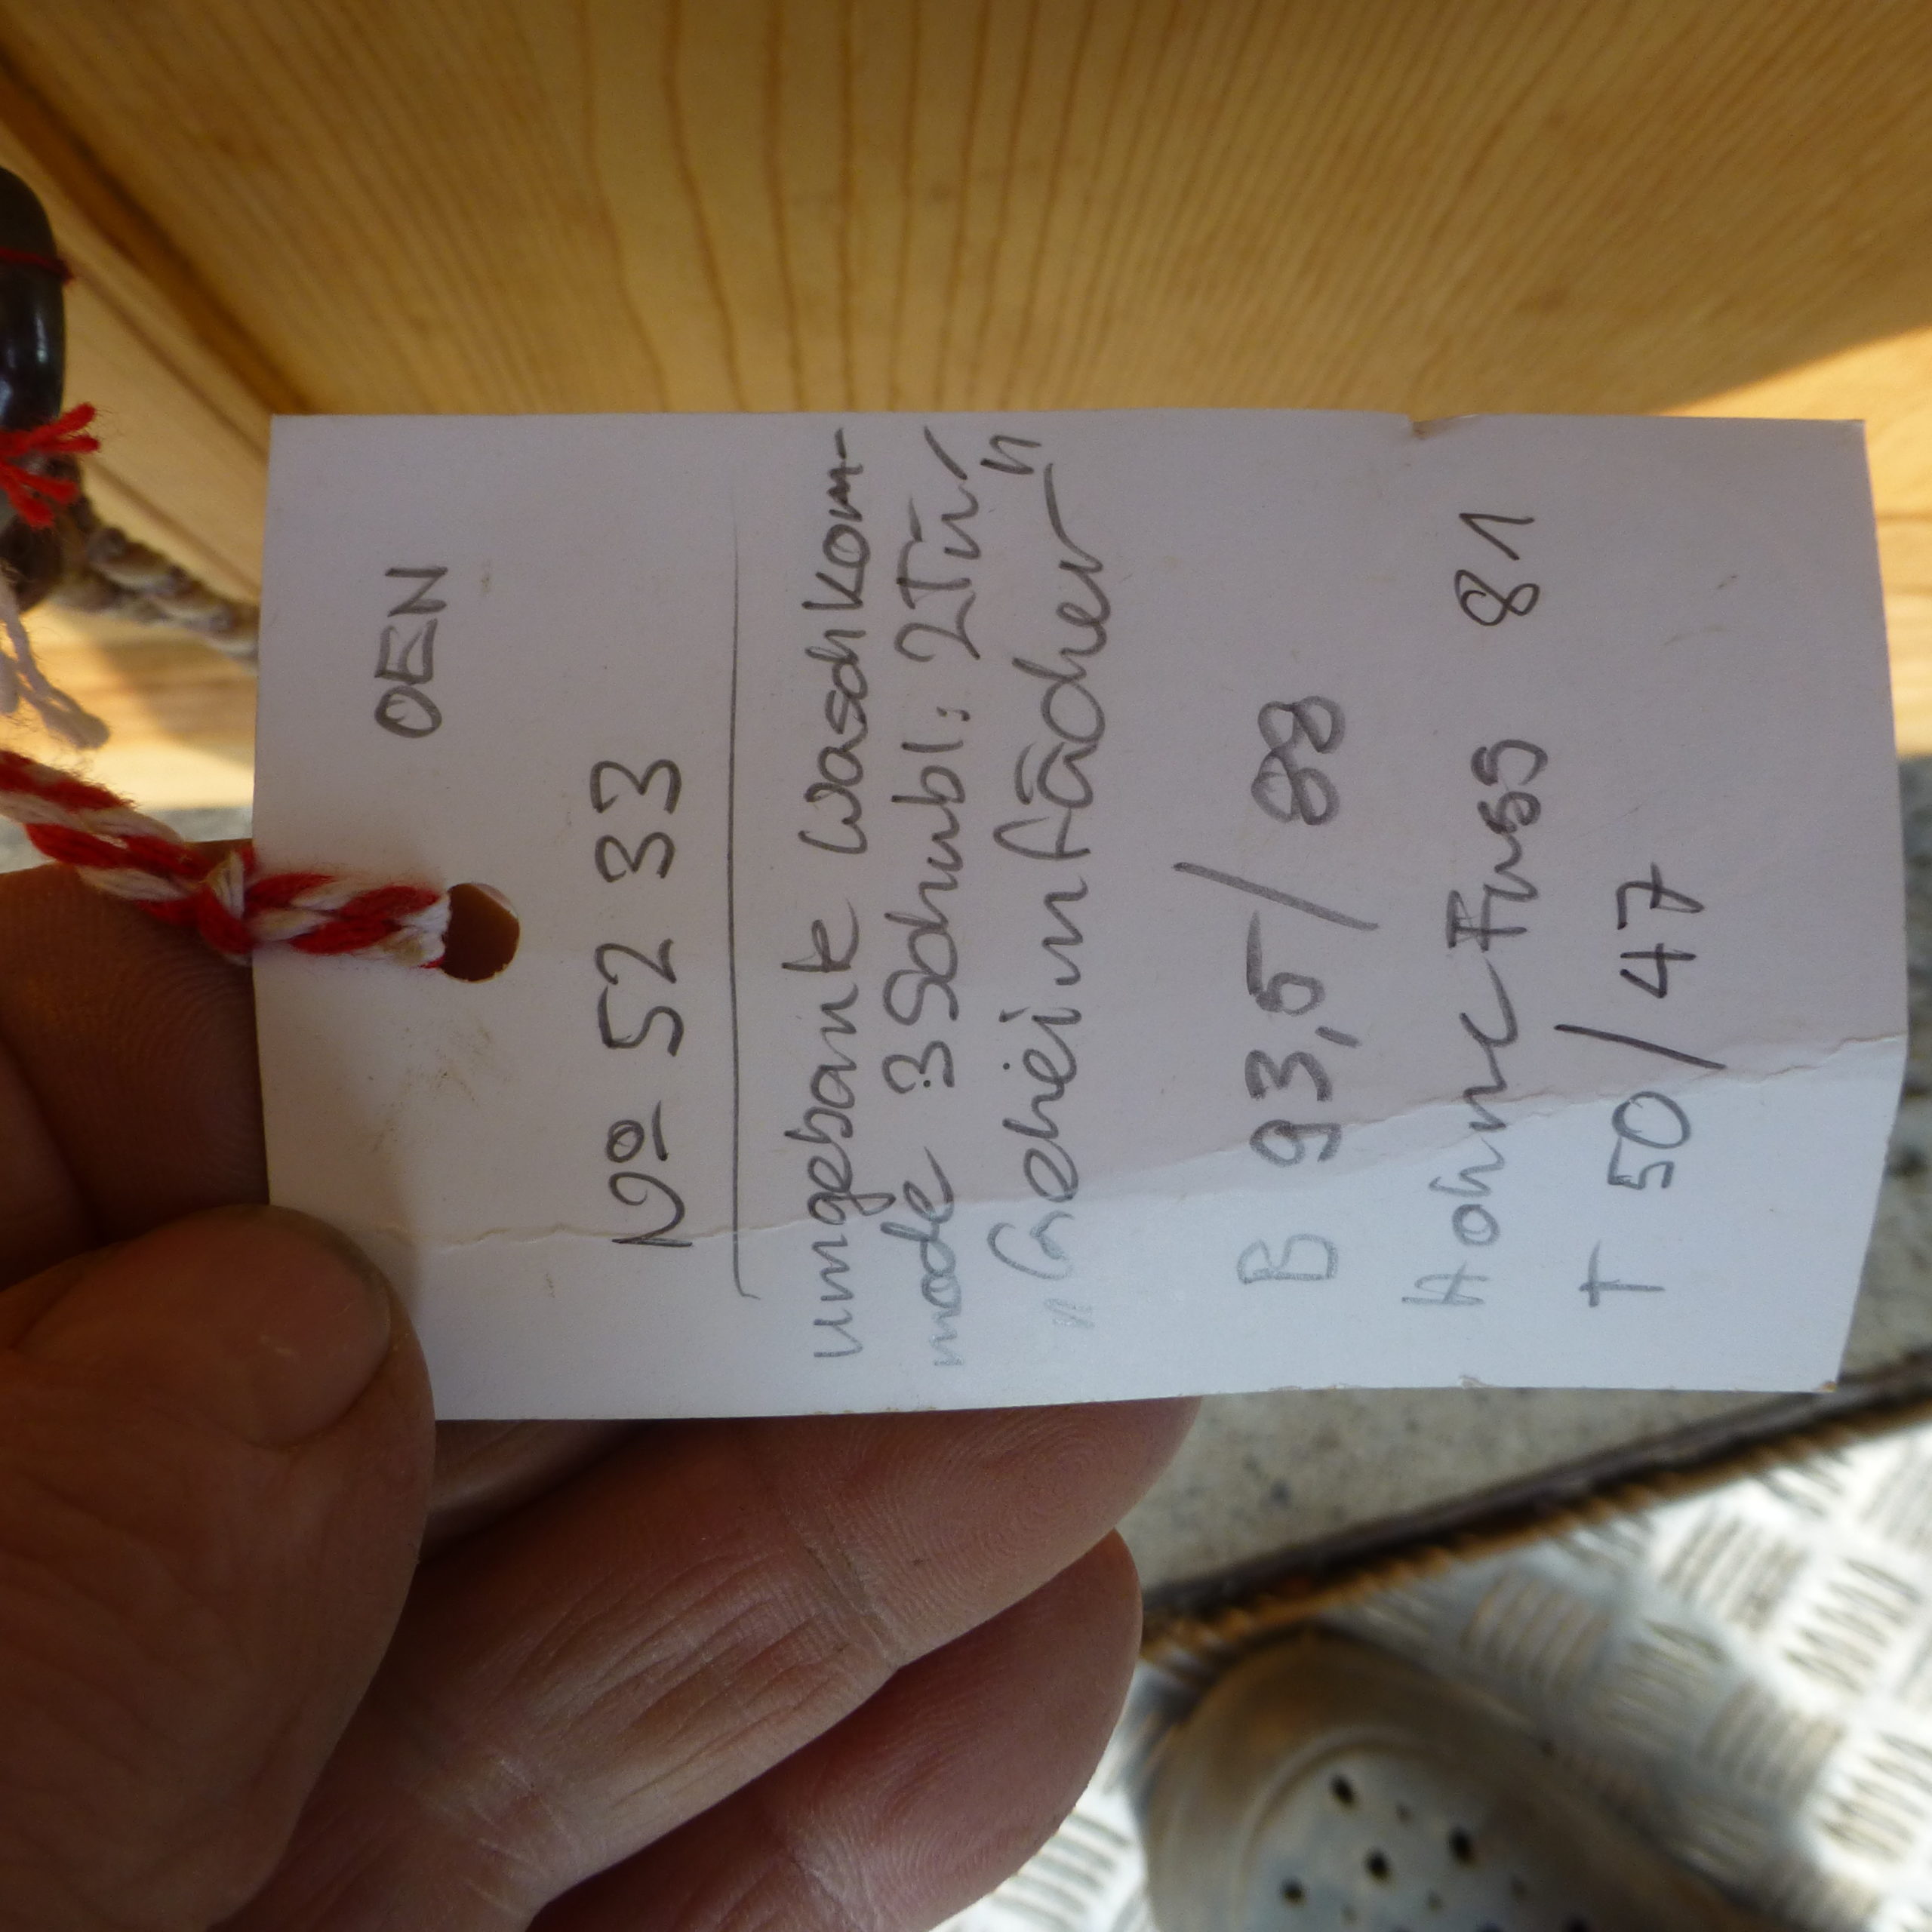 OEN
Nº 52 33
umgebaute Waschkom-
mode 3 Schubl: 2 Tür
"Geheimfächer"
B 93,5 / 88
Fuss 81
T 50 / 47